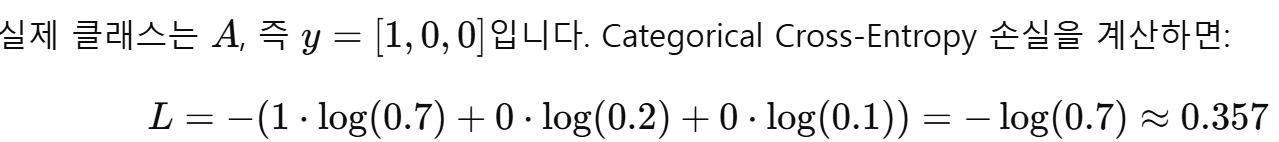 실제 클래스는 A, 즉 y = [1, 0, 0]입니다. Categorical Cross-Entropy 손실을 계산하면:
L = −(1 · log(0.7) + 0 · log(0.2) + 0 · log(0.1)) = − log(0.7) ≈ 0.357